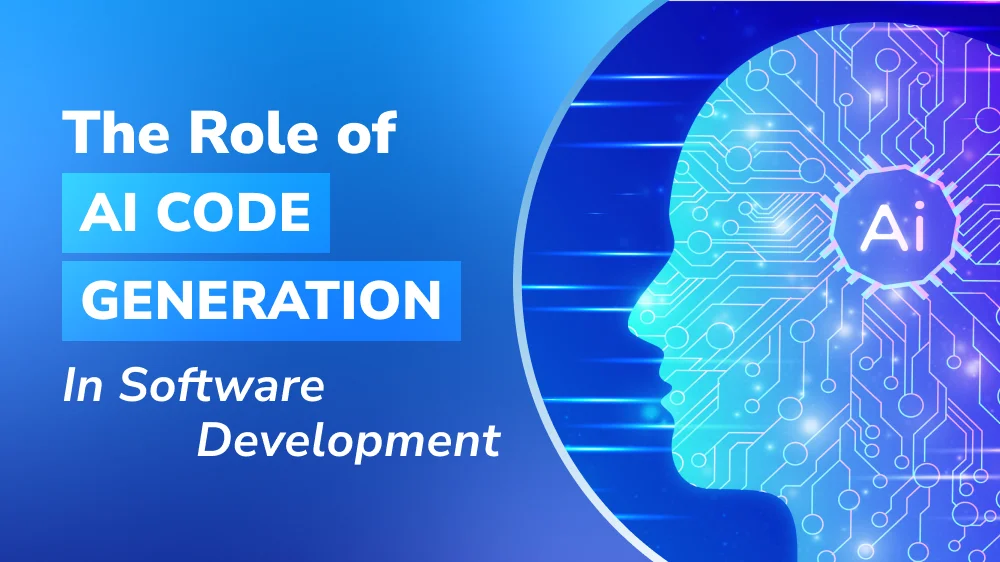 The Role of
AI CODE
GENERATION
In Software
Development
Ai